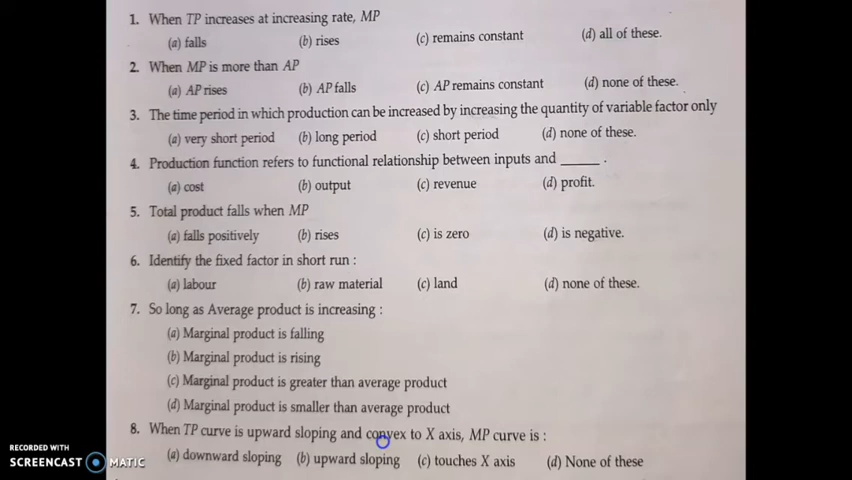 1. When TP increases at increasing rate, MP
(a) falls (b) rises (c) remains constant (d) all of these.
2. When MP is more than AP
(a) AP rises (b) AP falls (c) AP remains constant (d) none of these.
3. The time period in which production can be increased by increasing the quantity of variable factor only
(a) very short period (b) long period (c) short period (d) none of these.
4. Production function refers to functional relationship between inputs and ______ .
(a) cost (b) output (c) revenue (d) profit.
5. Total product falls when MP
(a) falls positively (b) rises (c) is zero (d) is negative.
6. Identify the fixed factor in short run :
(a) labour (b) raw material (c) land (d) none of these.
7. So long as Average product is increasing :
(a) Marginal product is falling
(b) Marginal product is rising
(c) Marginal product is greater than average product
(d) Marginal product is smaller than average product
8. When TP curve is upward sloping and convex to X axis, MP curve is :
(a) downward sloping (b) upward sloping (c) touches X axis (d) None of these
RECORDED WITH
SCREENCAST MATIC